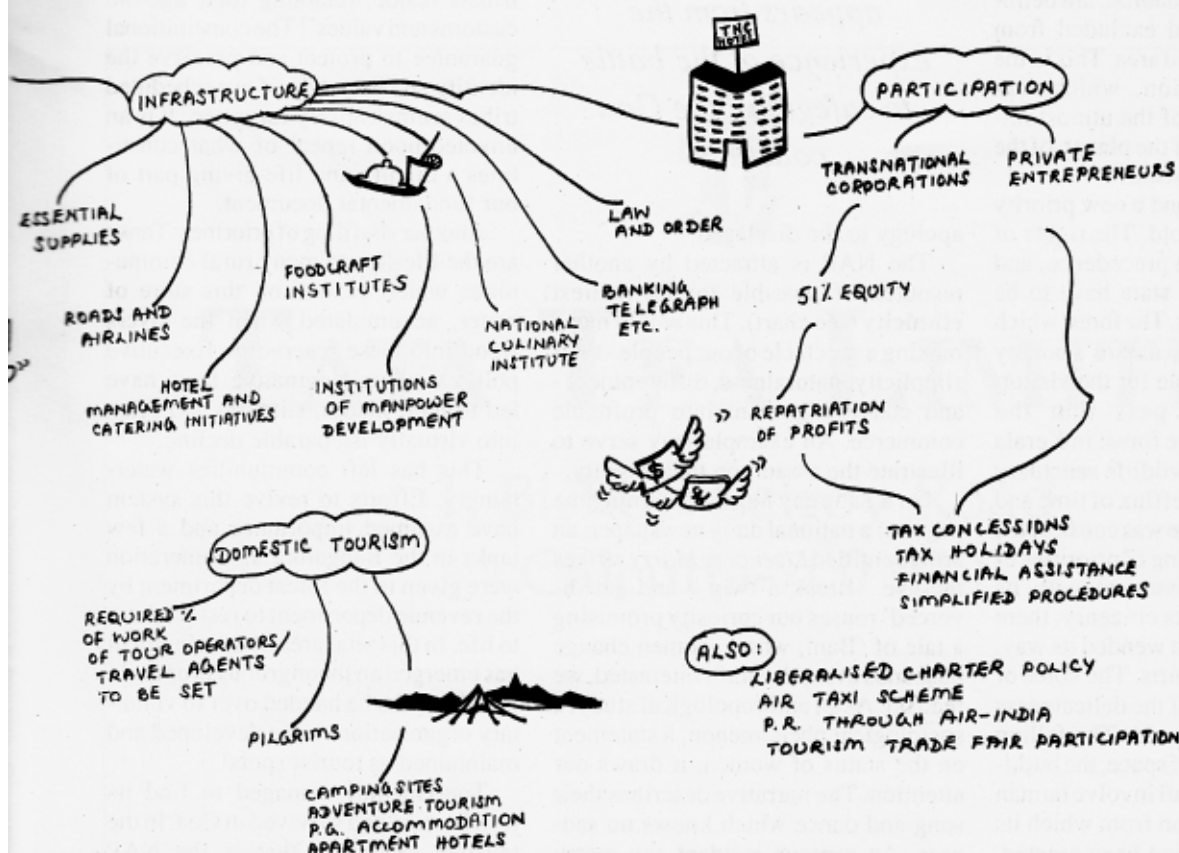 THE
HOTEL
INFRASTRUCTURE
PARTICIPATION
ESSENTIAL
SUPPLIES
ROADS AND
AIRLINES
HOTEL
MANAGEMENT AND
CATERING INITIATIVES
FOODCRAFT
INSTITUTES
INSTITUTIONS
OF MANPOWER
DEVELOPMENT
NATIONAL
CULINARY
INSTITUTE
BANKING
TELEGRAPH
ETC.
LAW
AND ORDER
TRANSNATIONAL
CORPORATIONS
PRIVATE
ENTREPRENEURS
51% EQUITY
REPATRIATION
OF PROFITS
TAX CONCESSIONS
TAX HOLIDAYS
FINANCIAL ASSISTANCE
SIMPLIFIED PROCEDURES
DOMESTIC TOURISM
REQUIRED %
OF WORK
OF TOUR OPERATORS/
TRAVEL AGENTS
TO BE SET
PILGRIMS
CAMPINGSITES
ADVENTURE TOURISM
P.G. ACCOMMODATION
APARTMENT HOTELS
ALSO:
LIBERALISED CHARTER POLICY
AIR TAXI SCHEME
P.R. THROUGH AIR-INDIA
TOURISM TRADE FAIR PARTICIPATION